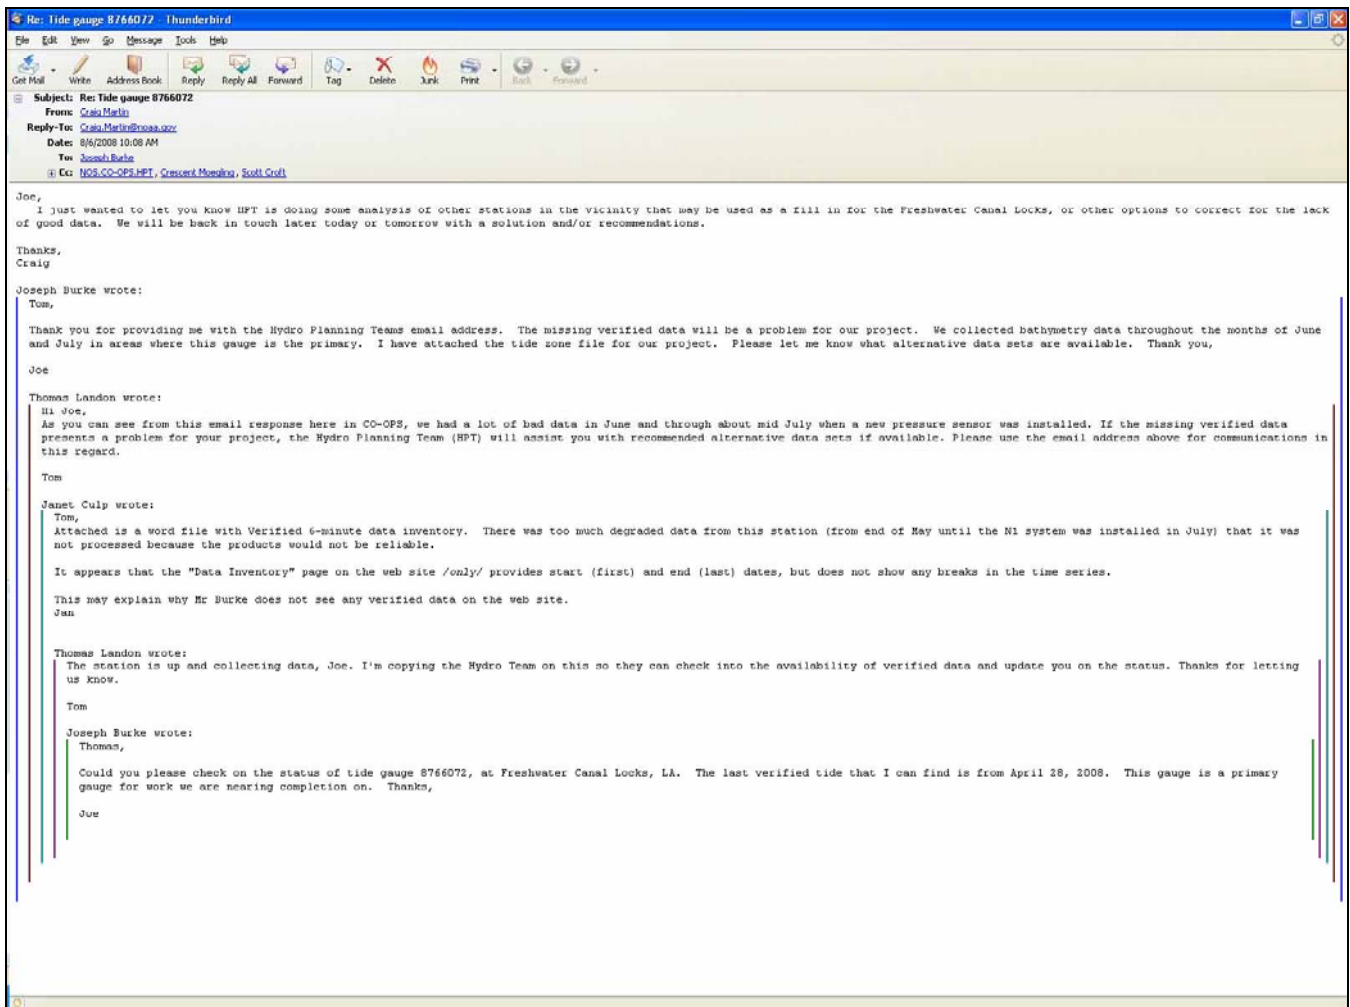 Re: Tide gauge 8766072 - Thunderbird
File Edit View Go Message Tools Help
Get Mail Write Address Book Reply Reply All Forward Tag Delete Junk Print Back Forward
Subject: Re: Tide gauge 8766072
From: Craig Martin
Reply-To: Craig.Martin@noaa.gov
Date: 8/6/2008 10:08 AM
To: Joseph Burke
Cc: NOS.CO-OPS.HPT, Crescent Moegling, Scott Croft
Joe,
I just wanted to let you know HPT is doing some analysis of other stations in the vicinity that may be used as a fill in for the Freshwater Canal Locks, or other options to correct for the lack
of good data. We will be back in touch later today or tomorrow with a solution and/or recommendations.
Thanks,
Craig
Joseph Burke wrote:
Tom,
Thank you for providing me with the Hydro Planning Teams email address. The missing verified data will be a problem for our project. We collected bathymetry data throughout the months of June
and July in areas where this gauge is the primary. I have attached the tide zone file for our project. Please let me know what alternative data sets are available. Thank you,
Joe
Thomas Landon wrote:
Hi Joe,
As you can see from this email response here in CO-OPS, we had a lot of bad data in June and through about mid July when a new pressure sensor was installed. If the missing verified data
presents a problem for your project, the Hydro Planning Team (HPT) will assist you with recommended alternative data sets if available. Please use the email address above for communications in
this regard.
Tom
Janet Culp wrote:
Tom,
Attached is a word file with Verified 6-minute data inventory. There was too much degraded data from this station (from end of May until the N1 system was installed in July) that it was
not processed because the products would not be reliable.
It appears that the "Data Inventory" page on the web site /only/ provides start (first) and end (last) dates, but does not show any breaks in the time series.
This may explain why Mr Burke does not see any verified data on the web site.
Jan
Thomas Landon wrote:
The station is up and collecting data, Joe. I'm copying the Hydro Team on this so they can check into the availability of verified data and update you on the status. Thanks for letting
us know.
Tom
Joseph Burke wrote:
Thomas,
Could you please check on the status of tide gauge 8766072, at Freshwater Canal Locks, LA. The last verified tide that I can find is from April 28, 2008. This gauge is a primary
gauge for work we are nearing completion on. Thanks,
Joe